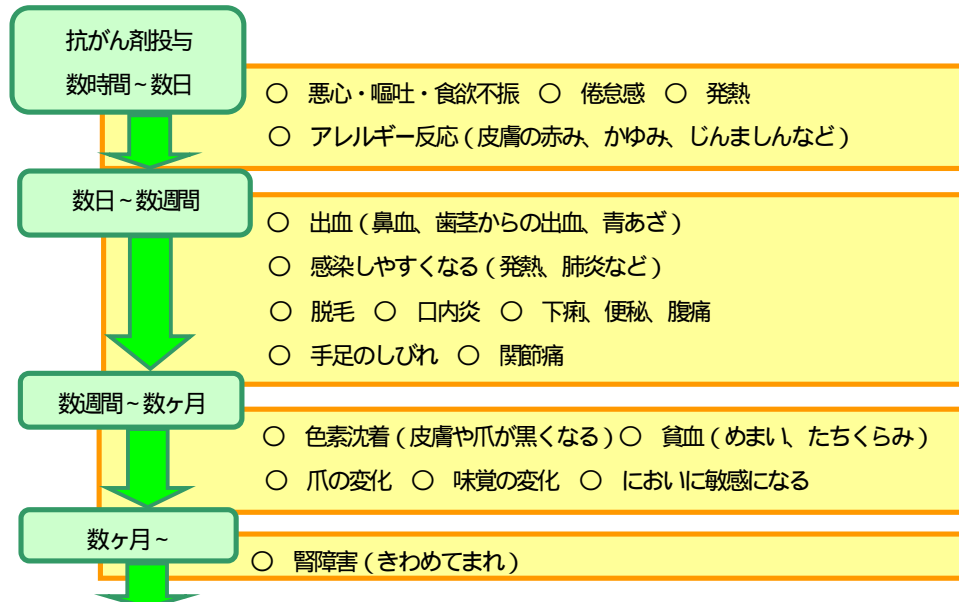 抗がん剤投与
数時間~数日
○ 悪心・嘔吐・食欲不振 ○ 倦怠感 ○ 発熱
○ アレルギー反応(皮膚の赤み、かゆみ、じんましんなど)
数日~数週間
○ 出血(鼻血、歯茎からの出血、青あざ)
○ 感染しやすくなる(発熱、肺炎など)
○ 脱毛 ○ 口内炎 ○ 下痢、便秘、腹痛
○ 手足のしびれ ○ 関節痛
数週間~数ヶ月
○ 色素沈着(皮膚や爪が黒くなる)○ 貧血(めまい、たちくらみ)
○ 爪の変化 ○ 味覚の変化 ○ においに敏感になる
数ヶ月~
○ 腎障害(きわめてまれ)